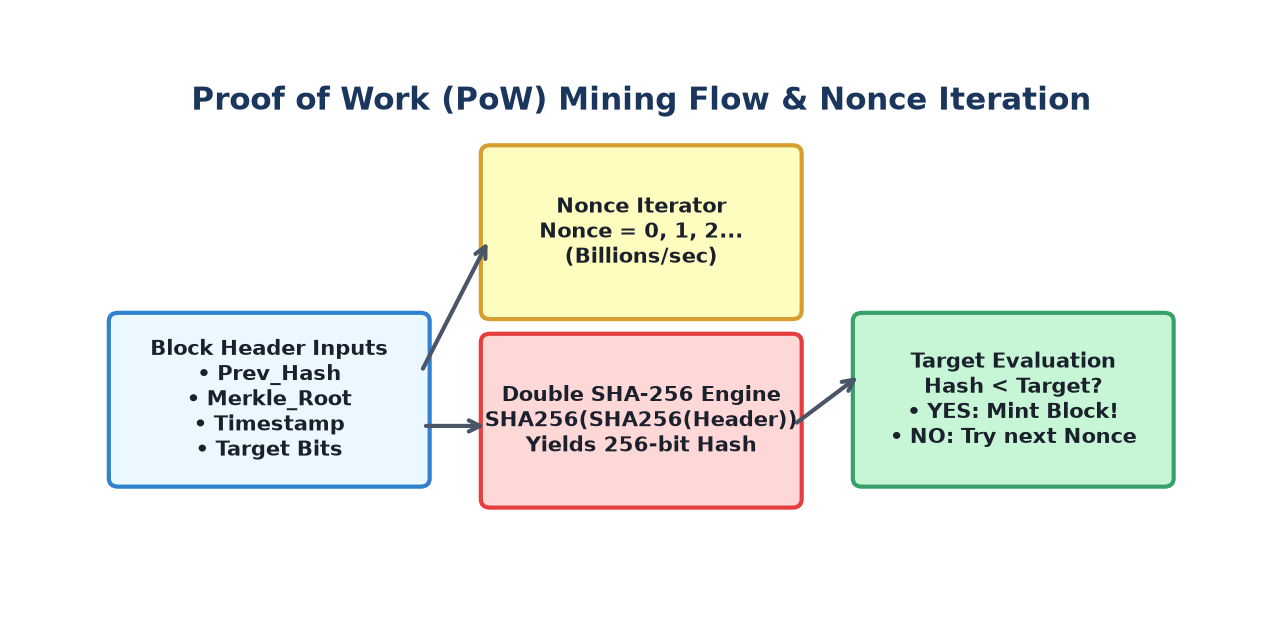 Proof of Work (PoW) Mining Flow & Nonce Iteration
Nonce Iterator
Nonce = 0, 1, 2...
(Billions/sec)
Block Header Inputs
• Prev_Hash
• Merkle_Root
• Timestamp
• Target Bits
Double SHA-256 Engine
SHA256(SHA256(Header))
Yields 256-bit Hash
Target Evaluation
Hash < Target?
• YES: Mint Block!
• NO: Try next Nonce